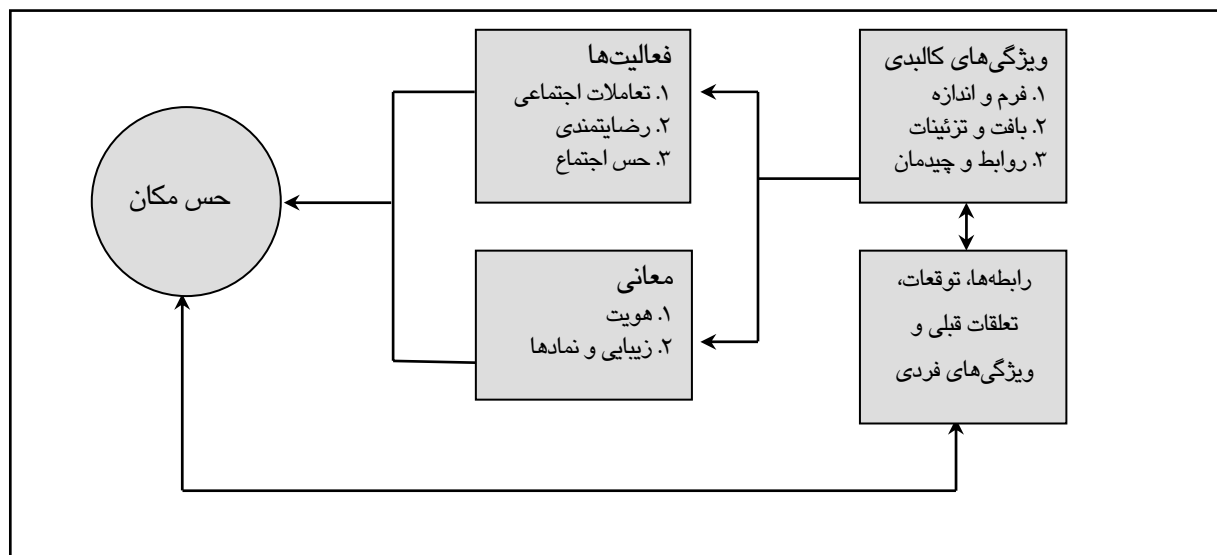 ویژگی‌های کالبدی
۱. فرم و اندازه
۲. بافت و تزئینات
۳. روابط و چیدمان
رابطه‌ها، توقعات،
تعلقات قبلی و
ویژگی‌های فردی
فعالیت‌ها
۱. تعاملات اجتماعی
۲. رضایتمندی
۳. حس اجتماع
معانی
۱. هویت
۲. زیبایی و نمادها
حس مکان